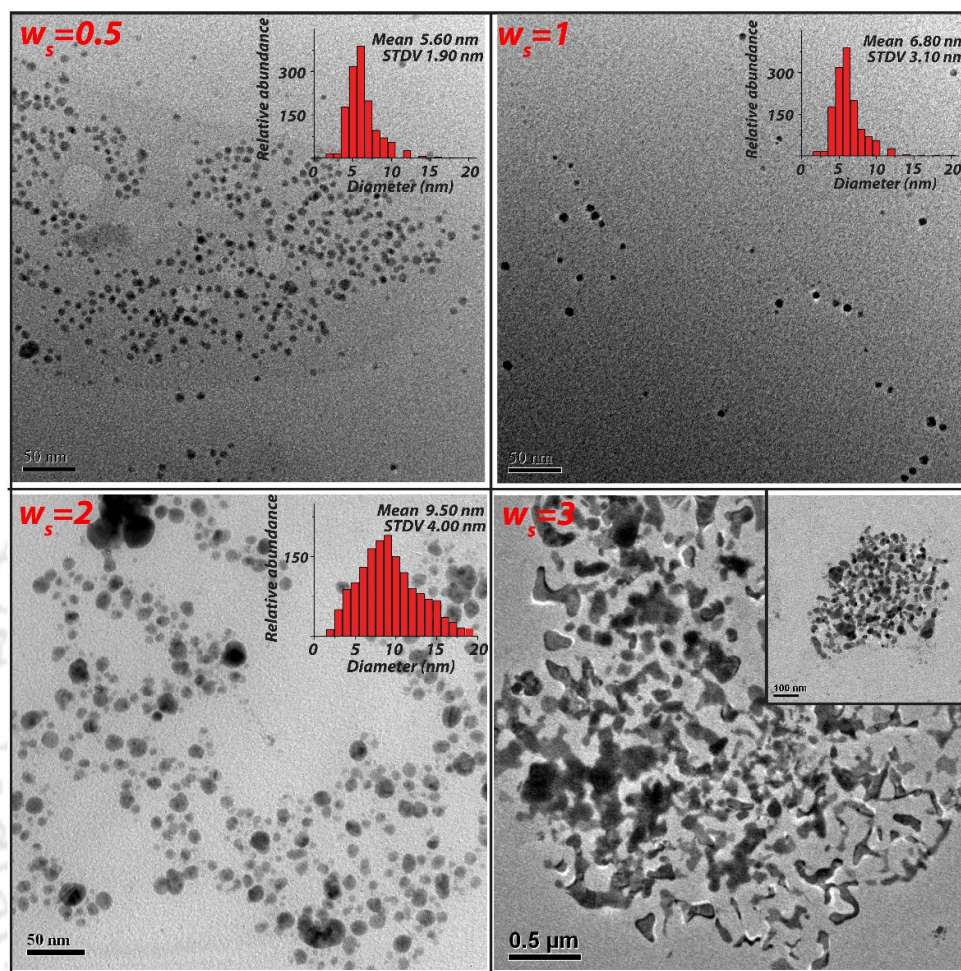 w_s=0.5
Mean 5.60 nm
STDV 1.90 nm
Relative abundance
300
150
0 5 10 15 20
Diameter (nm)
50 nm
w_s=1
Mean 6.80 nm
STDV 3.10 nm
Relative abundance
300
150
0 5 10 15 20
Diameter (nm)
50 nm
w_s=2
Mean 9.50 nm
STDV 4.00 nm
Relative abundance
150
0 5 10 15 20
Diameter (nm)
50 nm
w_s=3
100 nm
0.5 µm